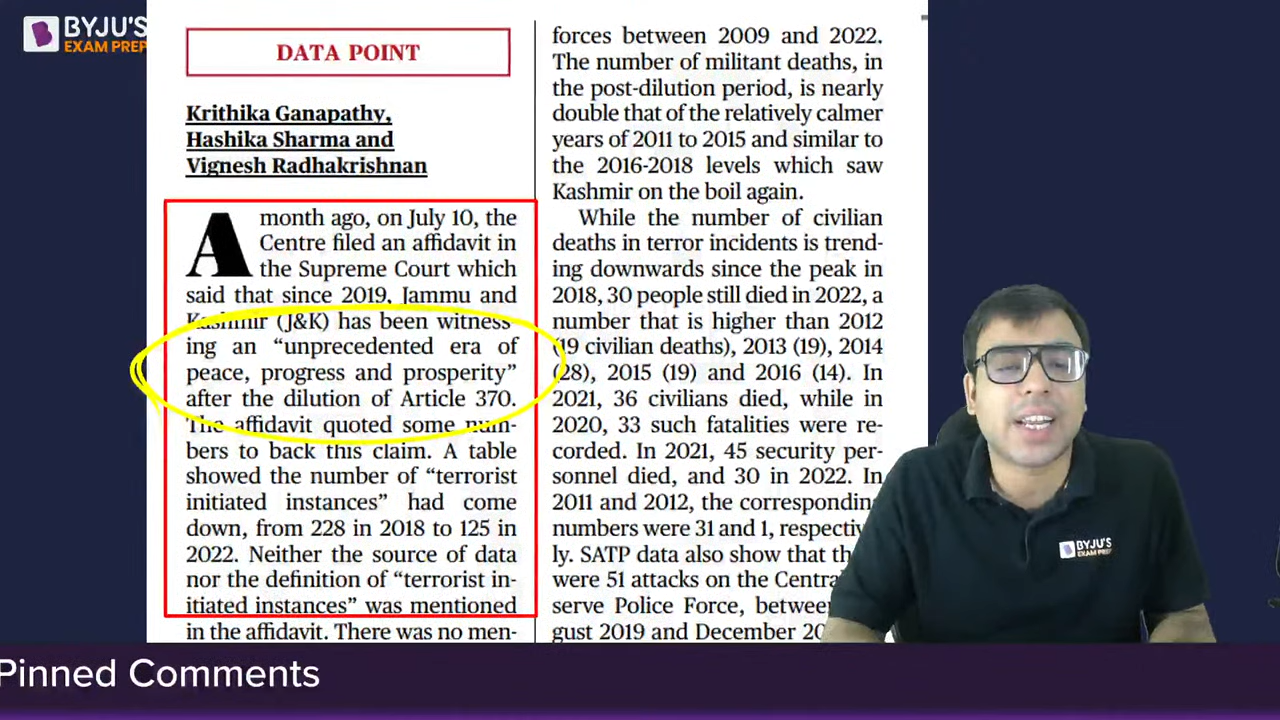 BYJU'S
EXAM PREP
DATA POINT
Krithika Ganapathy,
Hashika Sharma and
Vignesh Radhakrishnan
A month ago, on July 10, the
Centre filed an affidavit in
the Supreme Court which
said that since 2019, Jammu and
Kashmir (J&K) has been witness-
ing an “unprecedented era of
peace, progress and prosperity”
after the dilution of Article 370.
The affidavit quoted some num-
bers to back this claim. A table
showed the number of “terrorist
initiated instances” had come
down, from 228 in 2018 to 125 in
2022. Neither the source of data
nor the definition of “terrorist in-
itiated instances” was mentioned
in the affidavit. There was no men-
forces between 2009 and 2022.
The number of militant deaths, in
the post-dilution period, is nearly
double that of the relatively calmer
years of 2011 to 2015 and similar to
the 2016-2018 levels which saw
Kashmir on the boil again.
While the number of civilian
deaths in terror incidents is trend-
ing downwards since the peak in
2018, 30 people still died in 2022, a
number that is higher than 2012
(19 civilian deaths), 2013 (19), 2014
(28), 2015 (19) and 2016 (14). In
2021, 36 civilians died, while in
2020, 33 such fatalities were re-
corded. In 2021, 45 security per-
sonnel died, and 30 in 2022. In
2011 and 2012, the correspondin
numbers were 31 and 1, respectiv
ly. SATP data also show that th
were 51 attacks on the Central
serve Police Force, between
gust 2019 and December 20
BYJU'S
EXAM PREP
Pinned Comments